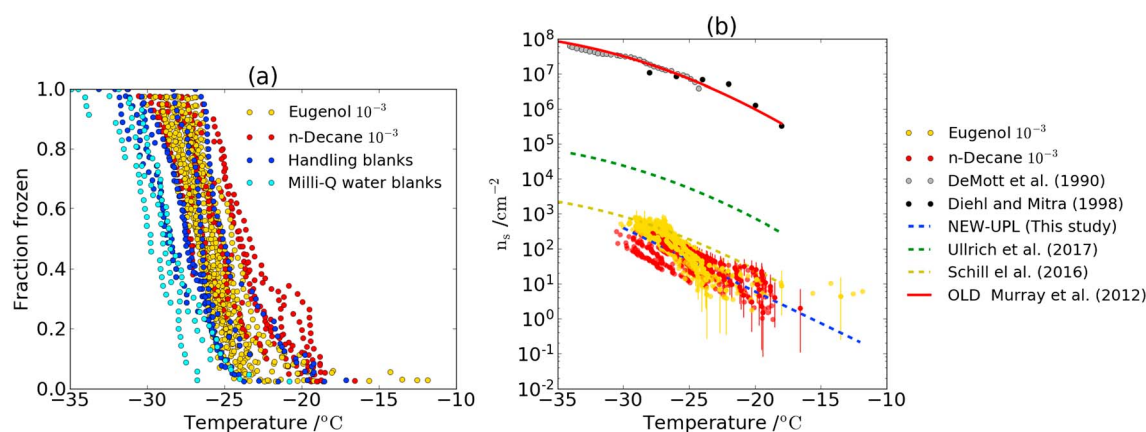 (a)
Fraction frozen
1.0
0.8
0.6
0.4
0.2
0.0
Eugenol 10⁻³
n-Decane 10⁻³
Handling blanks
Milli-Q water blanks
−35 −30 −25 −20 −15 −10
Temperature /°C
(b)
nₛ /cm⁻²
10⁸
10⁷
10⁶
10⁵
10⁴
10³
10²
10¹
10⁰
10⁻¹
10⁻²
−35 −30 −25 −20 −15 −10
Temperature /°C
Eugenol 10⁻³
n-Decane 10⁻³
DeMott et al. (1990)
Diehl and Mitra (1998)
NEW-UPL (This study)
Ullrich et al. (2017)
Schill el al. (2016)
OLD Murray et al. (2012)